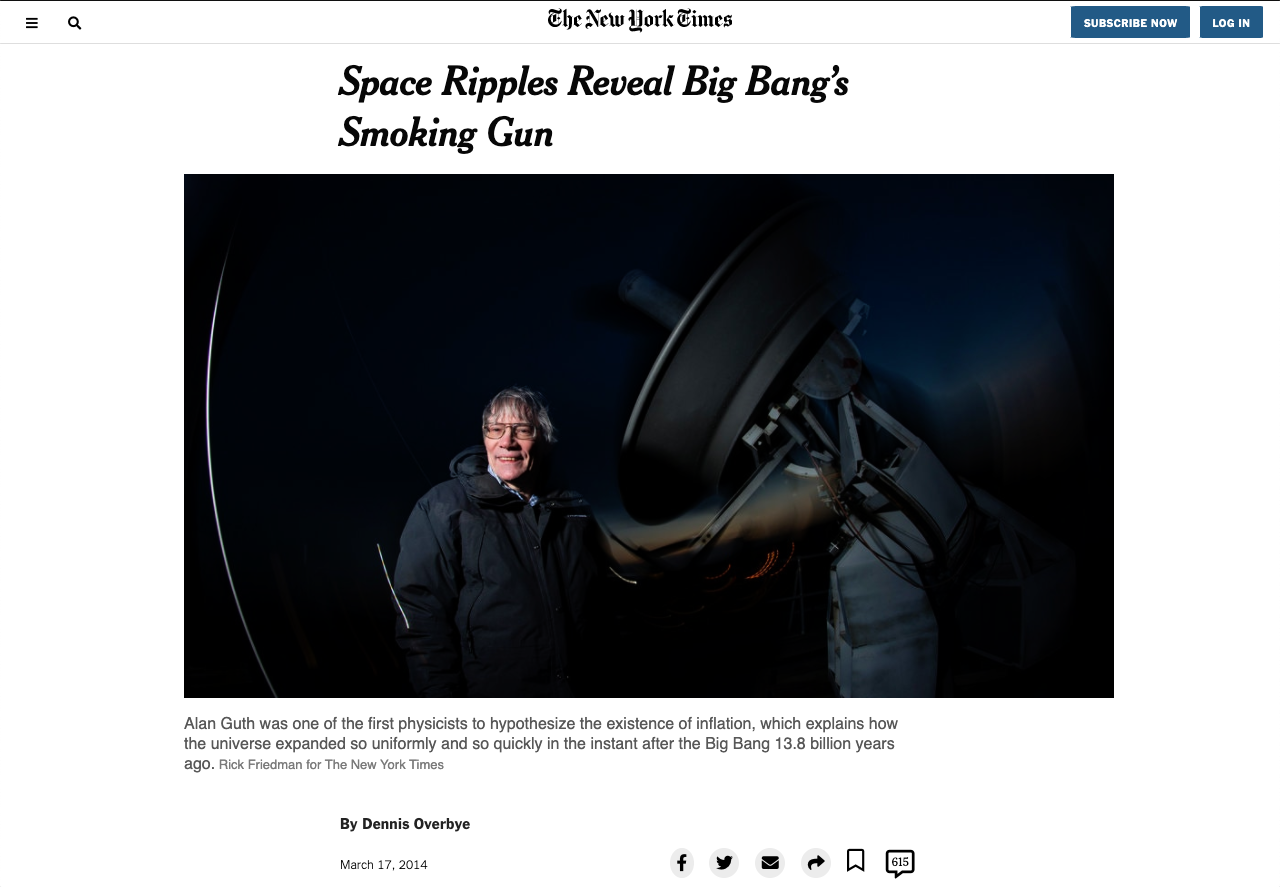 The New York Times
SUBSCRIBE NOW
LOG IN
Space Ripples Reveal Big Bang’s
Smoking Gun
Alan Guth was one of the first physicists to hypothesize the existence of inflation, which explains how
the universe expanded so uniformly and so quickly in the instant after the Big Bang 13.8 billion years
ago. Rick Friedman for The New York Times
By Dennis Overbye
March 17, 2014
615